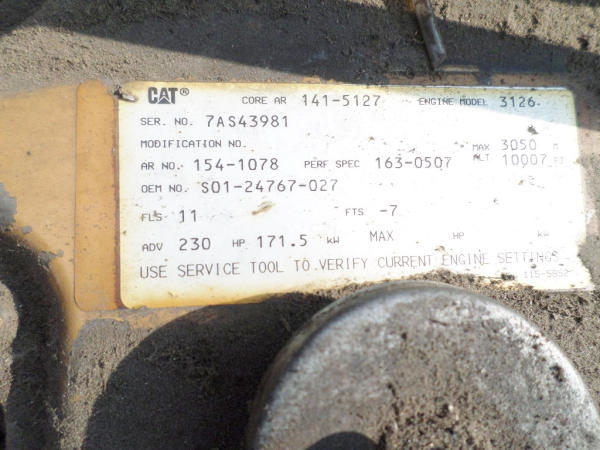 CAT® CORE AR 141-5127 ENGINE MODEL 3126
SER. NO. 7AS43981
MODIFICATION NO. MAX 3050 M
AR NO. 154-1078 PERF SPEC 163-0507 ALT 10007 FT
OEM NO. S01-24767-027
FLS 11 FTS -7
ADV 230 HP 171.5 kW MAX HP kW
USE SERVICE TOOL TO VERIFY CURRENT ENGINE SETTINGS